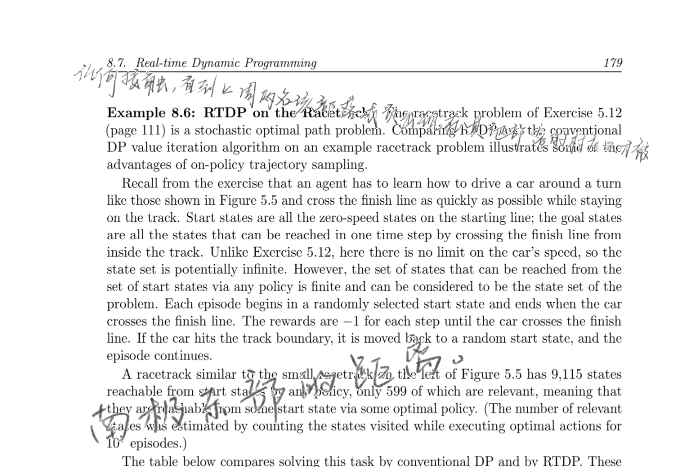 8.7. Real-time Dynamic Programming 179
Example 8.6: RTDP on the Racetrack The racetrack problem of Exercise 5.12
(page 111) is a stochastic optimal path problem. Comparing RTDP to the conventional
DP value iteration algorithm on an example racetrack problem illustrates some of the
advantages of on-policy trajectory sampling.
Recall from the exercise that an agent has to learn how to drive a car around a turn
like those shown in Figure 5.5 and cross the finish line as quickly as possible while staying
on the track. Start states are all the zero-speed states on the starting line; the goal states
are all the states that can be reached in one time step by crossing the finish line from
inside the track. Unlike Exercise 5.12, here there is no limit on the car's speed, so the
state set is potentially infinite. However, the set of states that can be reached from the
set of start states via any policy is finite and can be considered to be the state set of the
problem. Each episode begins in a randomly selected start state and ends when the car
crosses the finish line. The rewards are −1 for each step until the car crosses the finish
line. If the car hits the track boundary, it is moved back to a random start state, and the
episode continues.
A racetrack similar to the small racetrack on the left of Figure 5.5 has 9,115 states
reachable from start states by any policy, only 599 of which are relevant, meaning that
they are reachable from some start state via some optimal policy. (The number of relevant
states was estimated by counting the states visited while executing optimal actions for
10⁷ episodes.)
The table below compares solving this task by conventional DP and by RTDP. These